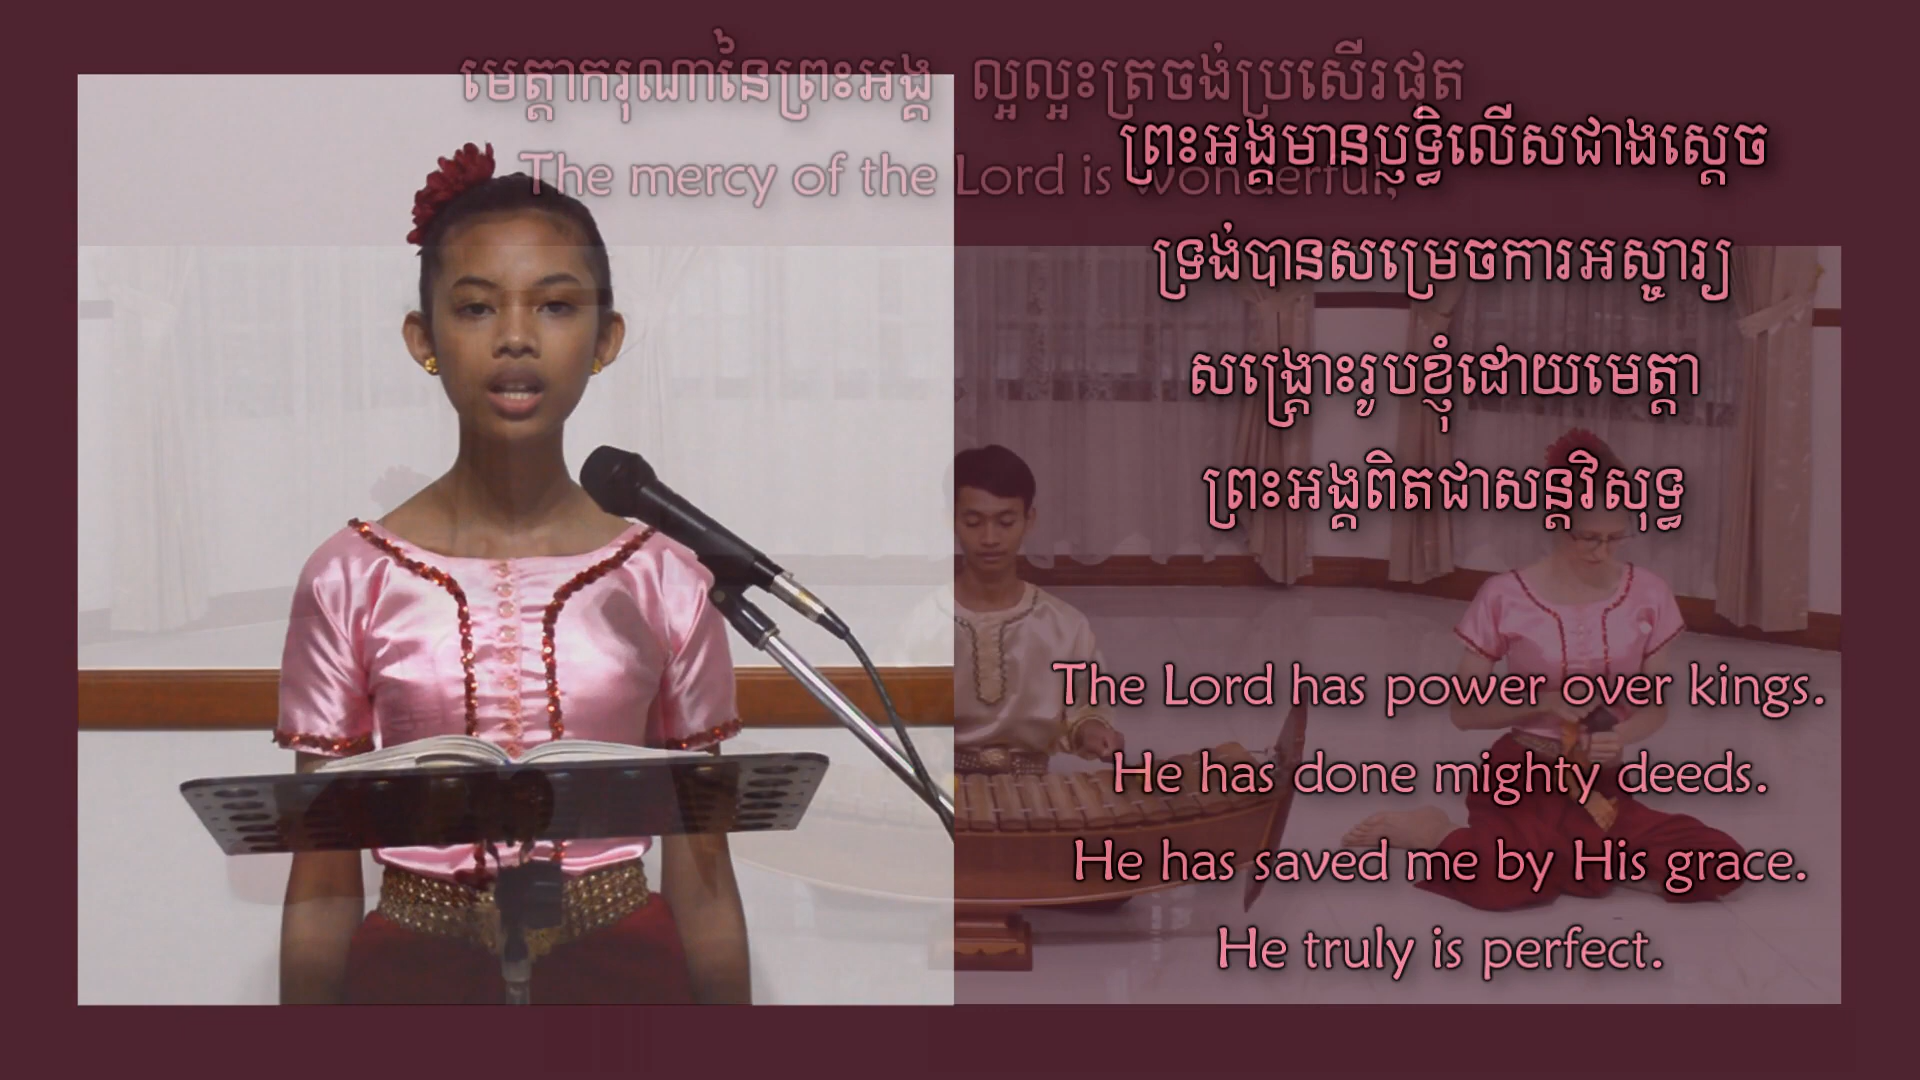 មេត្តាករុណានៃព្រះអង្គ ល្អល្អះត្រចង់ប្រសើរផុត
The mercy of the Lord is wonderful,
ព្រះអង្គមានឫទ្ធិលើសជាងស្ដេច
ទ្រង់បានសម្រេចការអស្ចារ្យ
សង្គ្រោះរូបខ្ញុំដោយមេត្តា
ព្រះអង្គពិតជាសន្តវិសុទ្ធ
The Lord has power over kings.
He has done mighty deeds.
He has saved me by His grace.
He truly is perfect.